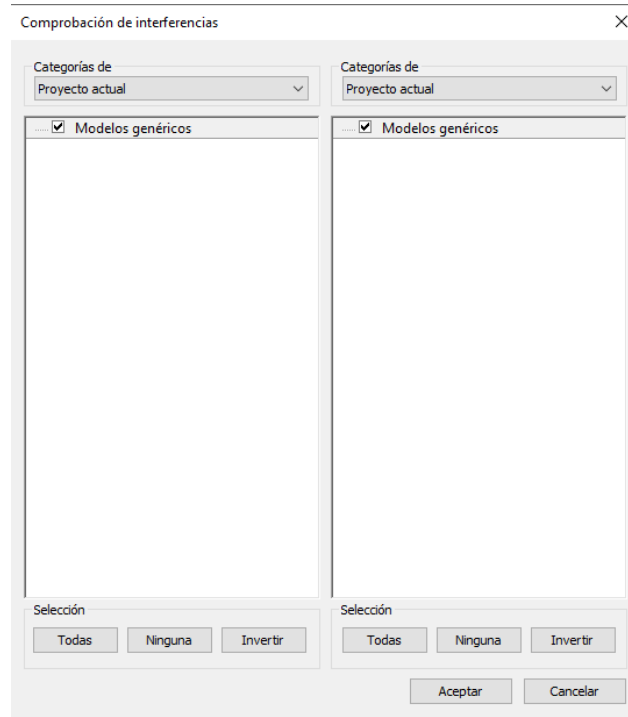 Comprobación de interferencias
Categorías de
Proyecto actual
Modelos genéricos
Selección
Todas Ninguna Invertir
Categorías de
Proyecto actual
Modelos genéricos
Selección
Todas Ninguna Invertir
Aceptar Cancelar